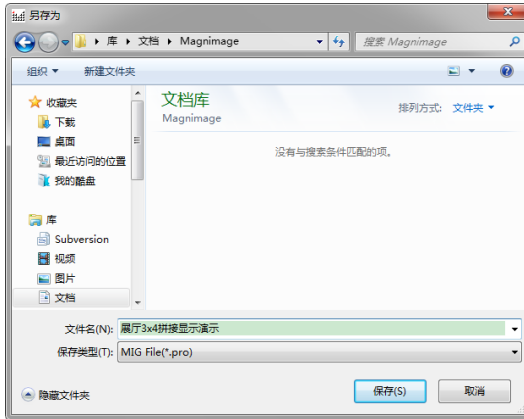 另存为
库 文档 Magnimage
搜索 Magnimage
组织 新建文件夹
收藏夹
下载
桌面
最近访问的位置
我的酷盘
库
Subversion
视频
图片
文档
文档库
Magnimage
排列方式: 文件夹
没有与搜索条件匹配的项。
文件名(N): 展厅3x4拼接显示演示
保存类型(T): MIG File(*.pro)
隐藏文件夹
保存(S) 取消